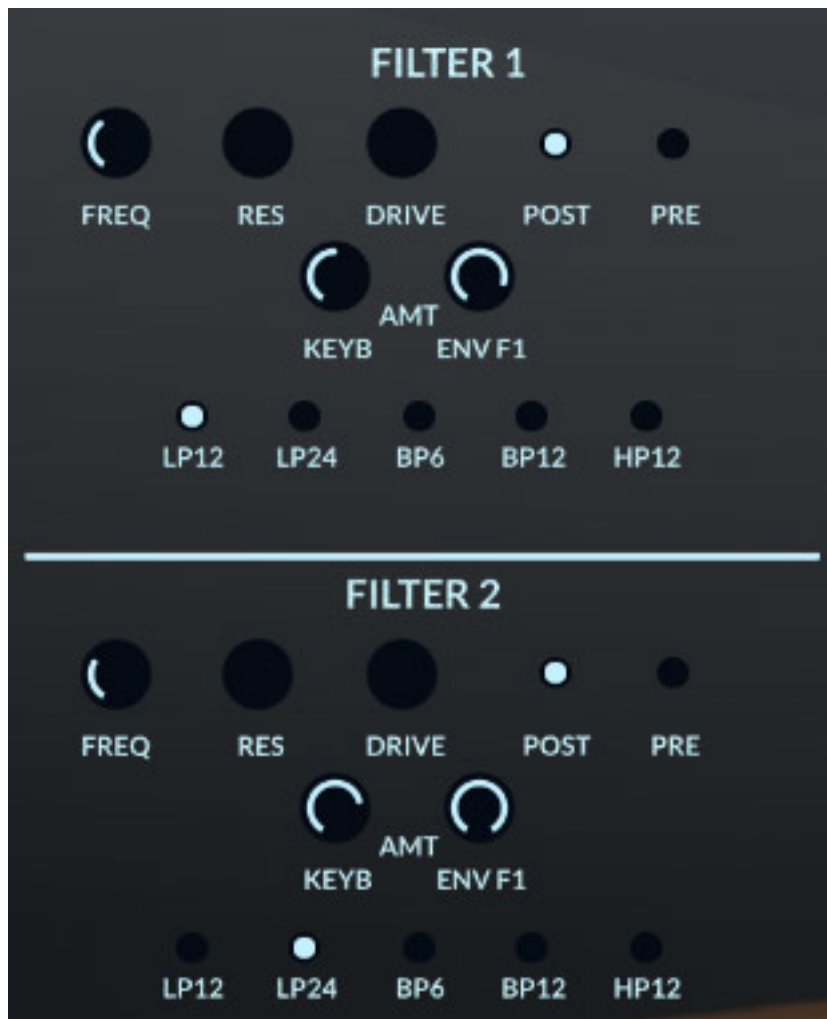 FILTER 1
FREQ RES DRIVE POST PRE
AMT
KEYB ENV F1
LP12 LP24 BP6 BP12 HP12
FILTER 2
FREQ RES DRIVE POST PRE
AMT
KEYB ENV F1
LP12 LP24 BP6 BP12 HP12